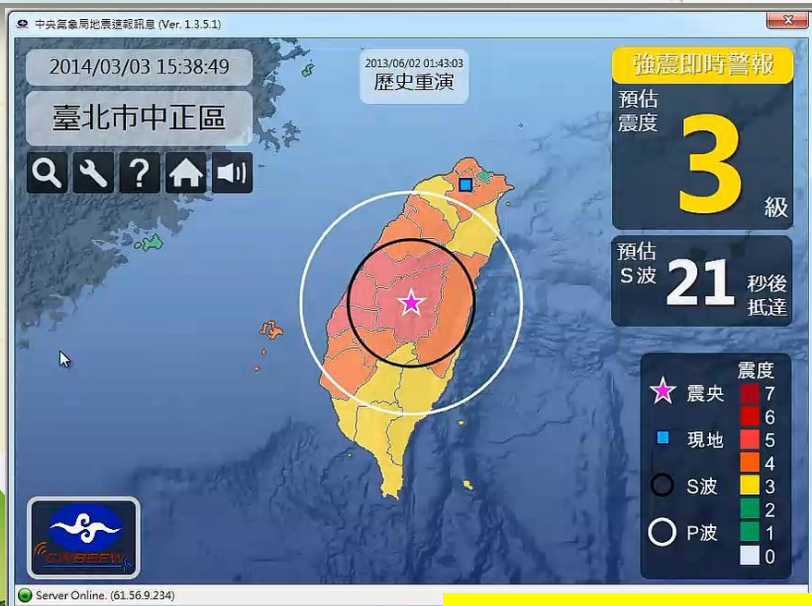 中央氣象局地震速報訊息 (Ver. 1.3.5.1)
2014/03/03 15:38:49
臺北市中正區
2013/06/02 01:43:03
歷史重演
強震即時警報
預估
震度
3
級
預估
S波
21
秒後
抵達
震度
震央
現地
S波
P波
7
6
5
4
3
2
1
0
CWBEEW
Server Online. (61.56.9.234)